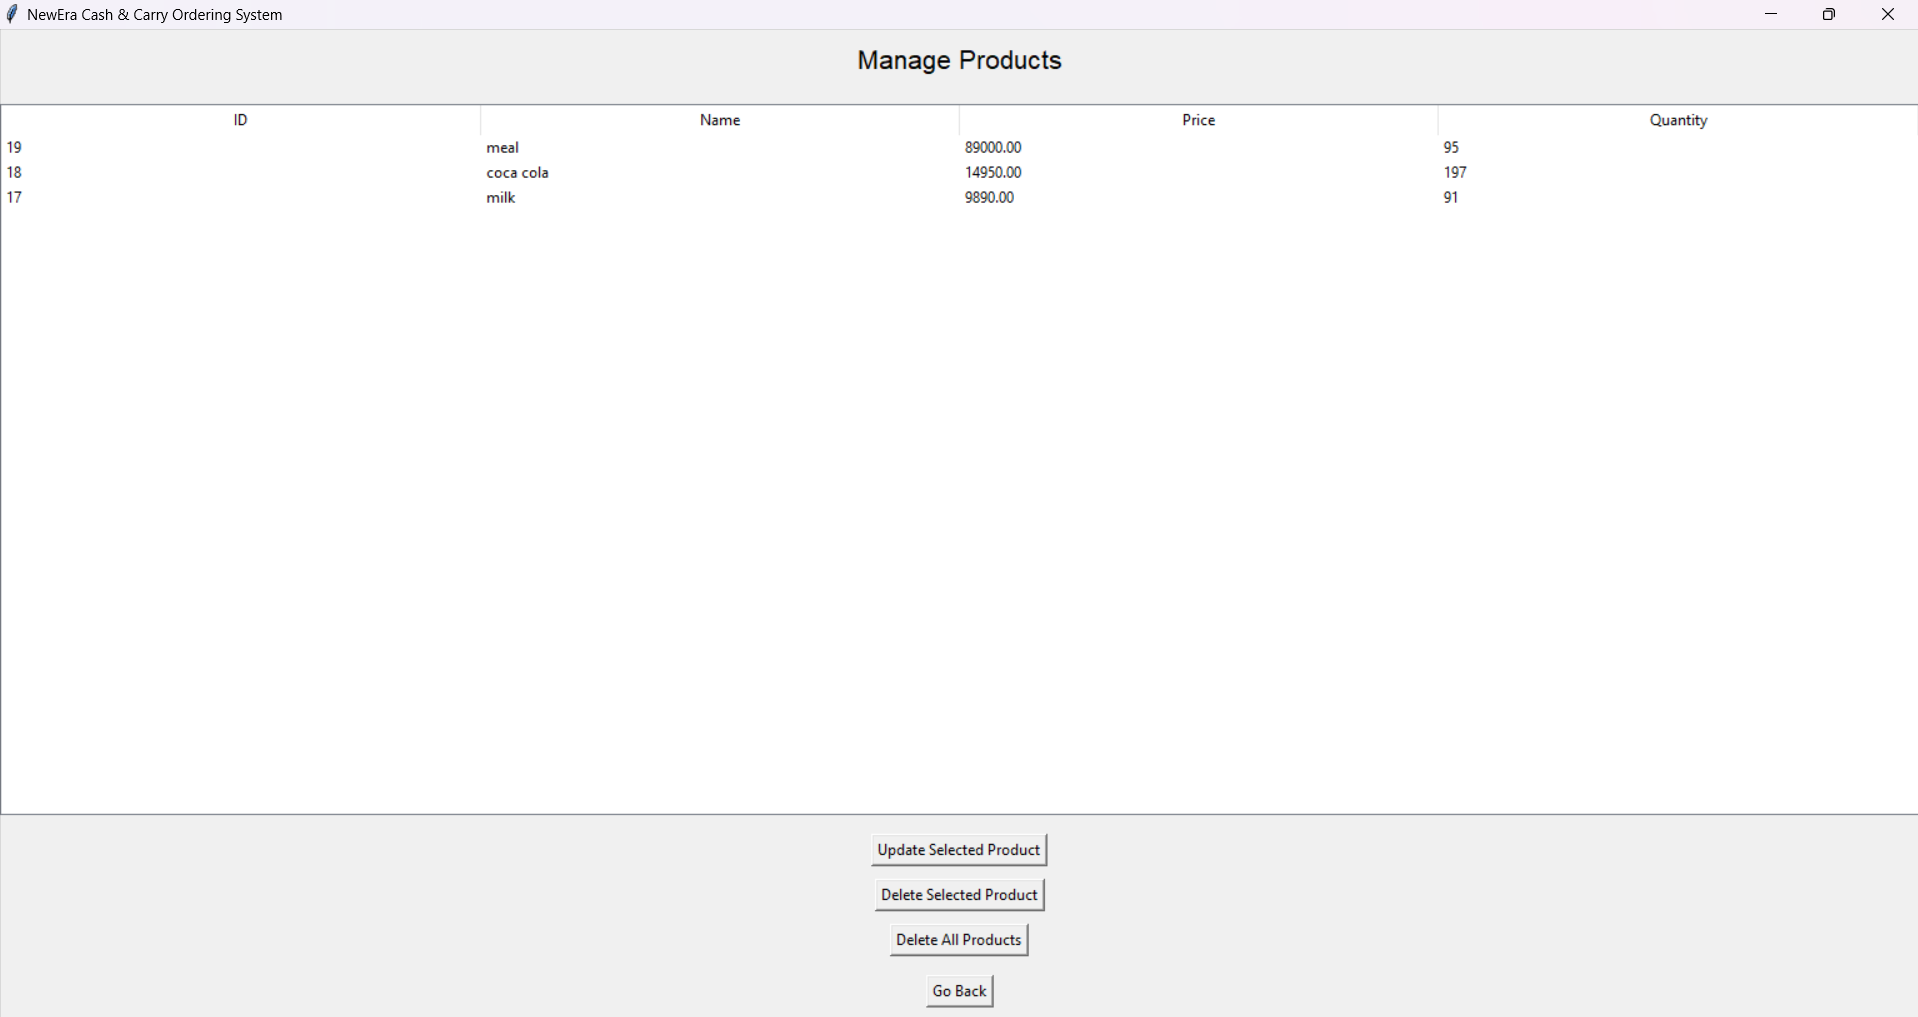 NewEra Cash & Carry Ordering System
Manage Products
ID Name Price Quantity
19 meal 89000.00 95
18 coca cola 14950.00 197
17 milk 9890.00 91
Update Selected Product
Delete Selected Product
Delete All Products
Go Back